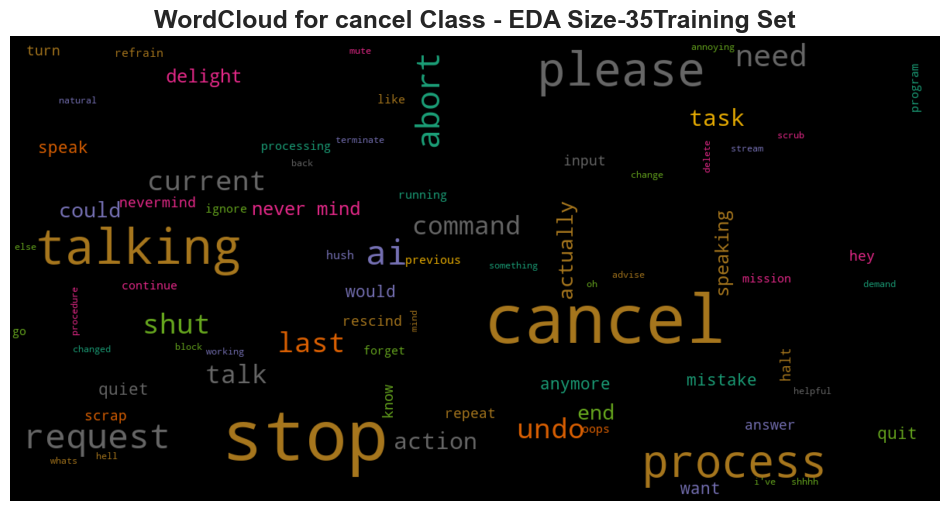 WordCloud for cancel Class - EDA Size-35Training Set
turn
refrain
mute
annoying
please
need
delight
abort
program
natural
like
task
scrub
speak
processing
terminate
back
input
delete
stream
change
current
running
could
nevermind
ignore
never mind
command
actually
speaking
else
talking
hush
ai
previous
something
oh
advise
mission
hey
demand
procedure
continue
would
cancel
go
shut
rescind
mind
last
changed
block
working
forget
halt
talk
quiet
know
anymore
mistake
helpful
scrap
repeat
end
request
stop
action
undo
oops
answer
quit
whats
hell
process
want
i've
shhhh